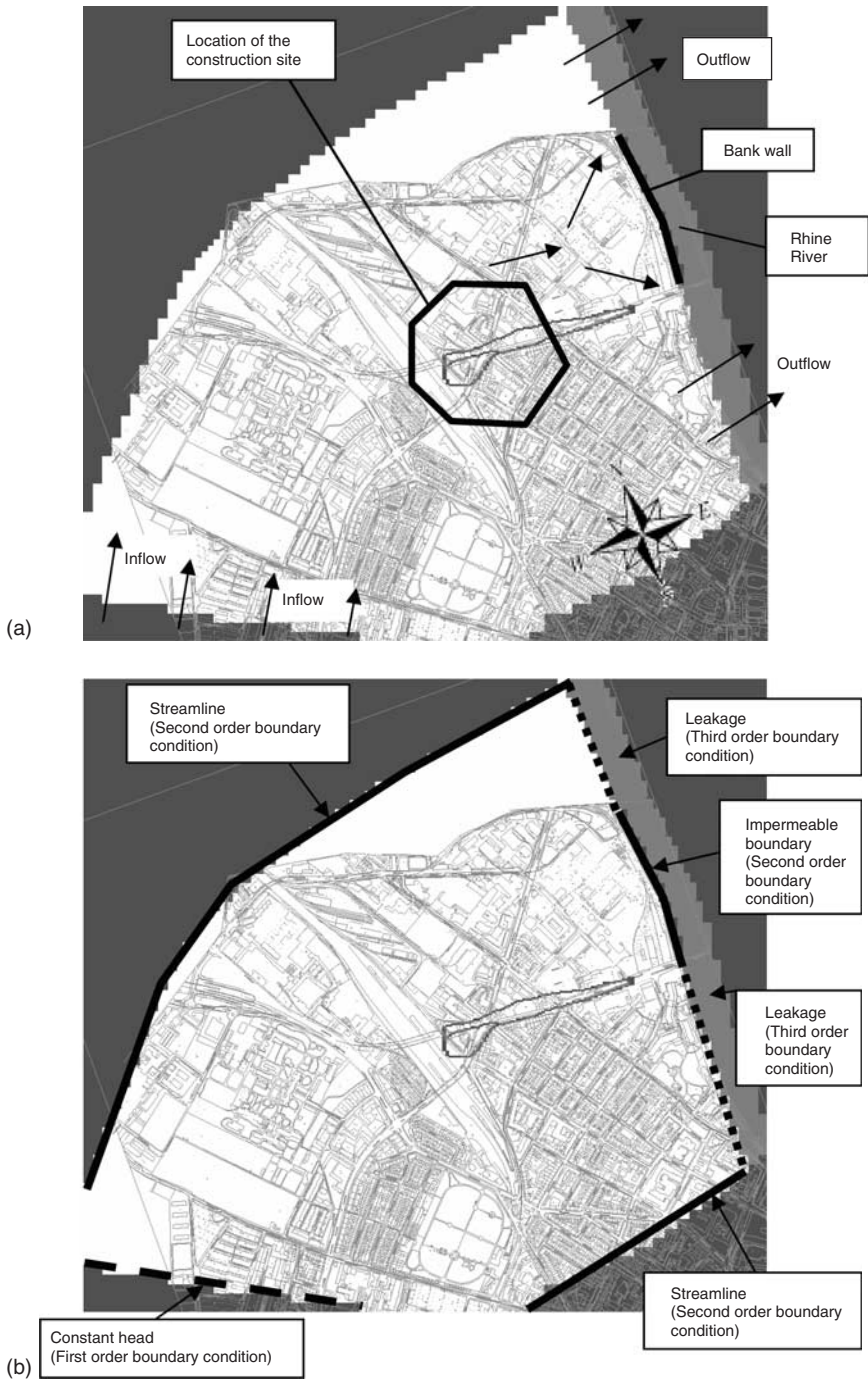 Location of the
construction site
Outflow
Bank wall
Rhine
River
Outflow
N
E
W
Inflow
Inflow
(a)
Streamline
(Second order boundary
condition)
Leakage
(Third order boundary
condition)
Impermeable
boundary
(Second order
boundary
condition)
Leakage
(Third order
boundary
condition)
Streamline
(Second order boundary
condition)
Constant head
(First order boundary condition)
(b)